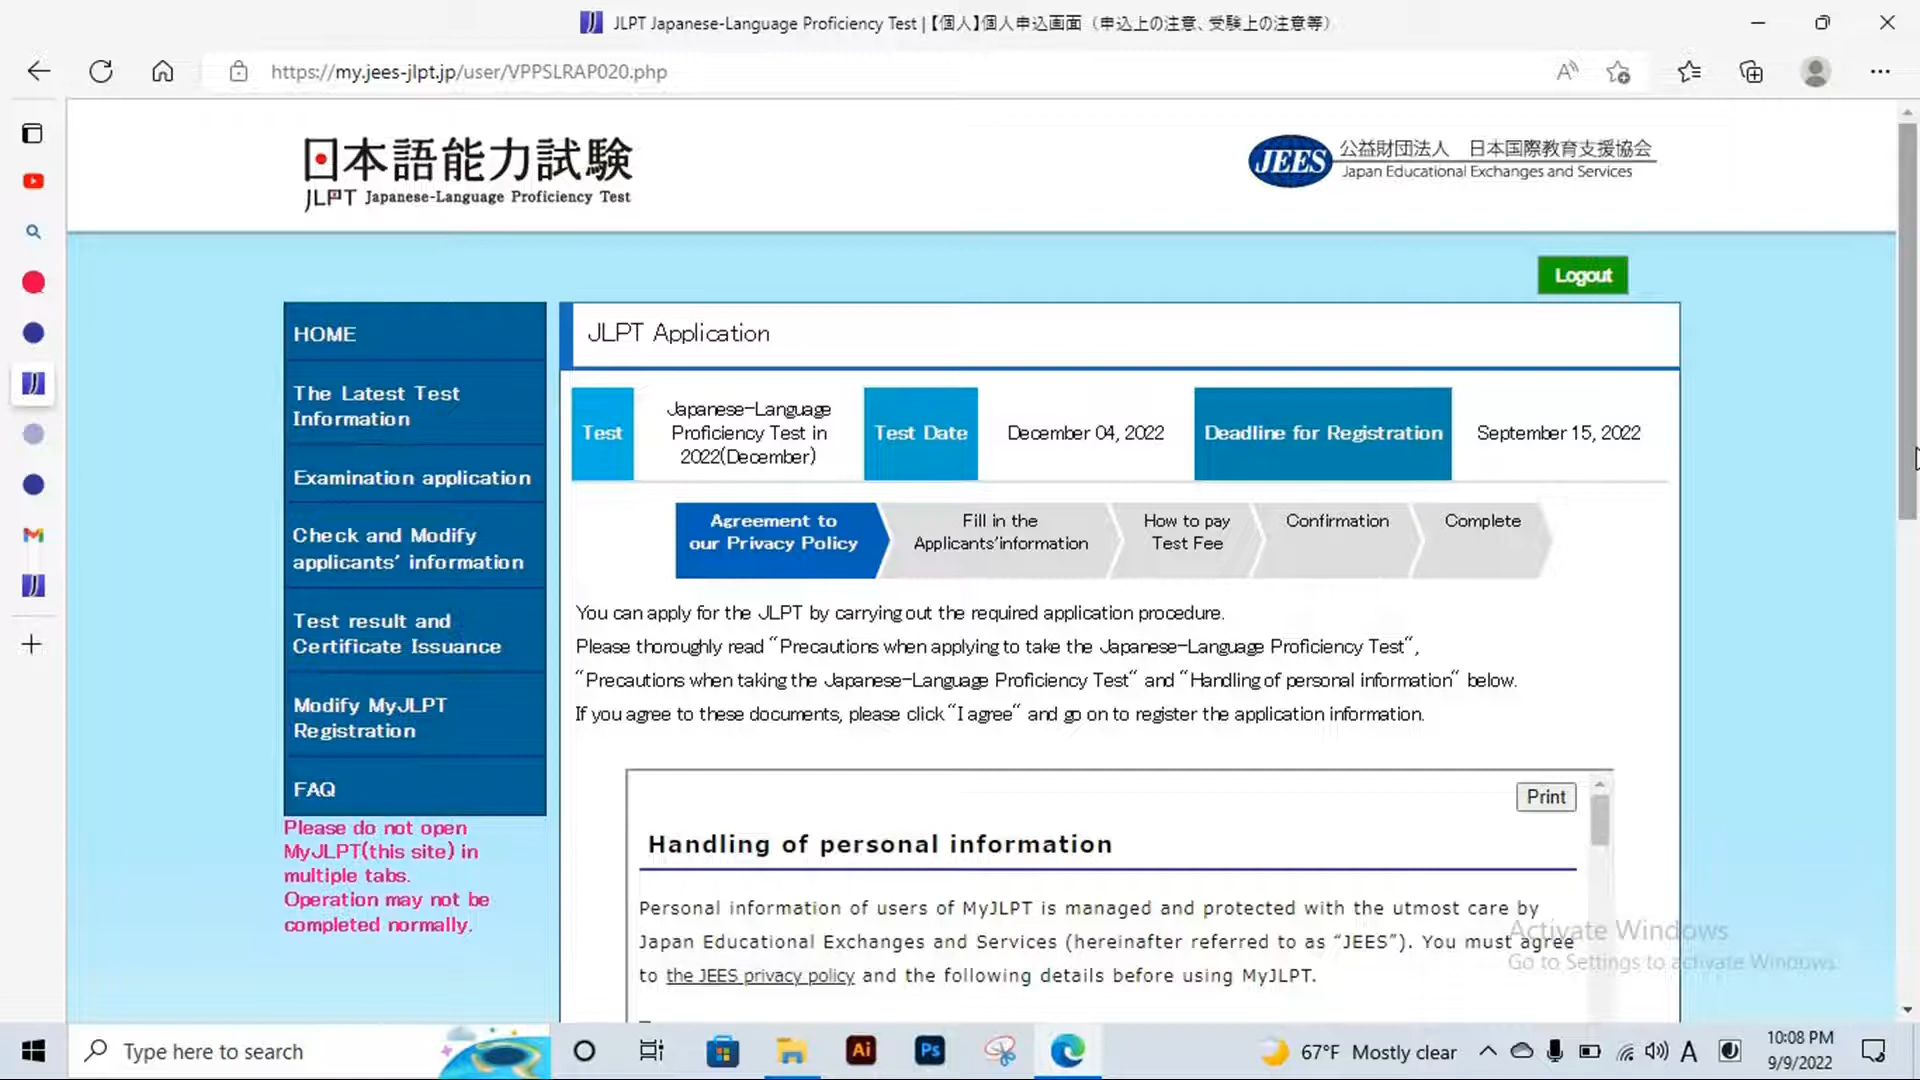 JLPT Japanese-Language Proficiency Test | 【個人】個人申込画面（申込上の注意、受験上の注意等）
https://my.jees-jlpt.jp/user/VPPSLRAP020.php
日本語能力試験
JLPT Japanese-Language Proficiency Test
JEES
公益財団法人 日本国際教育支援協会
Japan Educational Exchanges and Services
Logout
HOME
The Latest Test
Information
Examination application
Check and Modify
applicants' information
Test result and
Certificate Issuance
Modify MyJLPT
Registration
FAQ
Please do not open
MyJLPT(this site) in
multiple tabs.
Operation may not be
completed normally.
JLPT Application
Test
Japanese-Language
Proficiency Test in
2022(December)
Test Date
December 04, 2022
Deadline for Registration
September 15, 2022
Agreement to
our Privacy Policy
Fill in the
Applicants'information
How to pay
Test Fee
Confirmation
Complete
You can apply for the JLPT by carrying out the required application procedure.
Please thoroughly read "Precautions when applying to take the Japanese-Language Proficiency Test",
"Precautions when taking the Japanese-Language Proficiency Test" and "Handling of personal information" below.
If you agree to these documents, please click "I agree" and go on to register the application information.
Print
Handling of personal information
Personal information of users of MyJLPT is managed and protected with the utmost care by
Japan Educational Exchanges and Services (hereinafter referred to as “JEES”). You must agree
to the JEES privacy policy and the following details before using MyJLPT.
Activate Windows
Go to Settings to activate Windows.
Type here to search
Ai
Ps
67°F Mostly clear
A
10:08 PM
9/9/2022